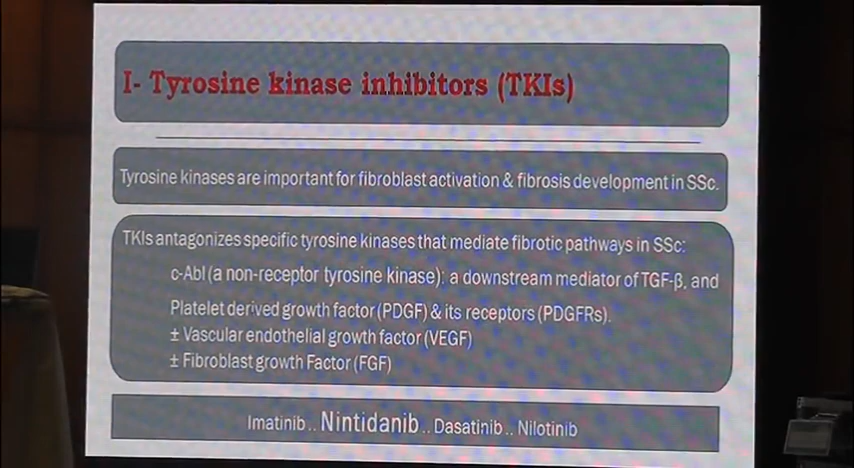 I- Tyrosine kinase inhibitors (TKIs)
Tyrosine kinases are important for fibroblast activation & fibrosis development in SSc.
TKIs antagonizes specific tyrosine kinases that mediate fibrotic pathways in SSc:
c-Abl (a non-receptor tyrosine kinase): a downstream mediator of TGF-β, and
Platelet derived growth factor (PDGF) & its receptors (PDGFRs).
± Vascular endothelial growth factor (VEGF)
± Fibroblast growth Factor (FGF)
Imatinib .. Nintidanib .. Dasatinib .. Nilotinib